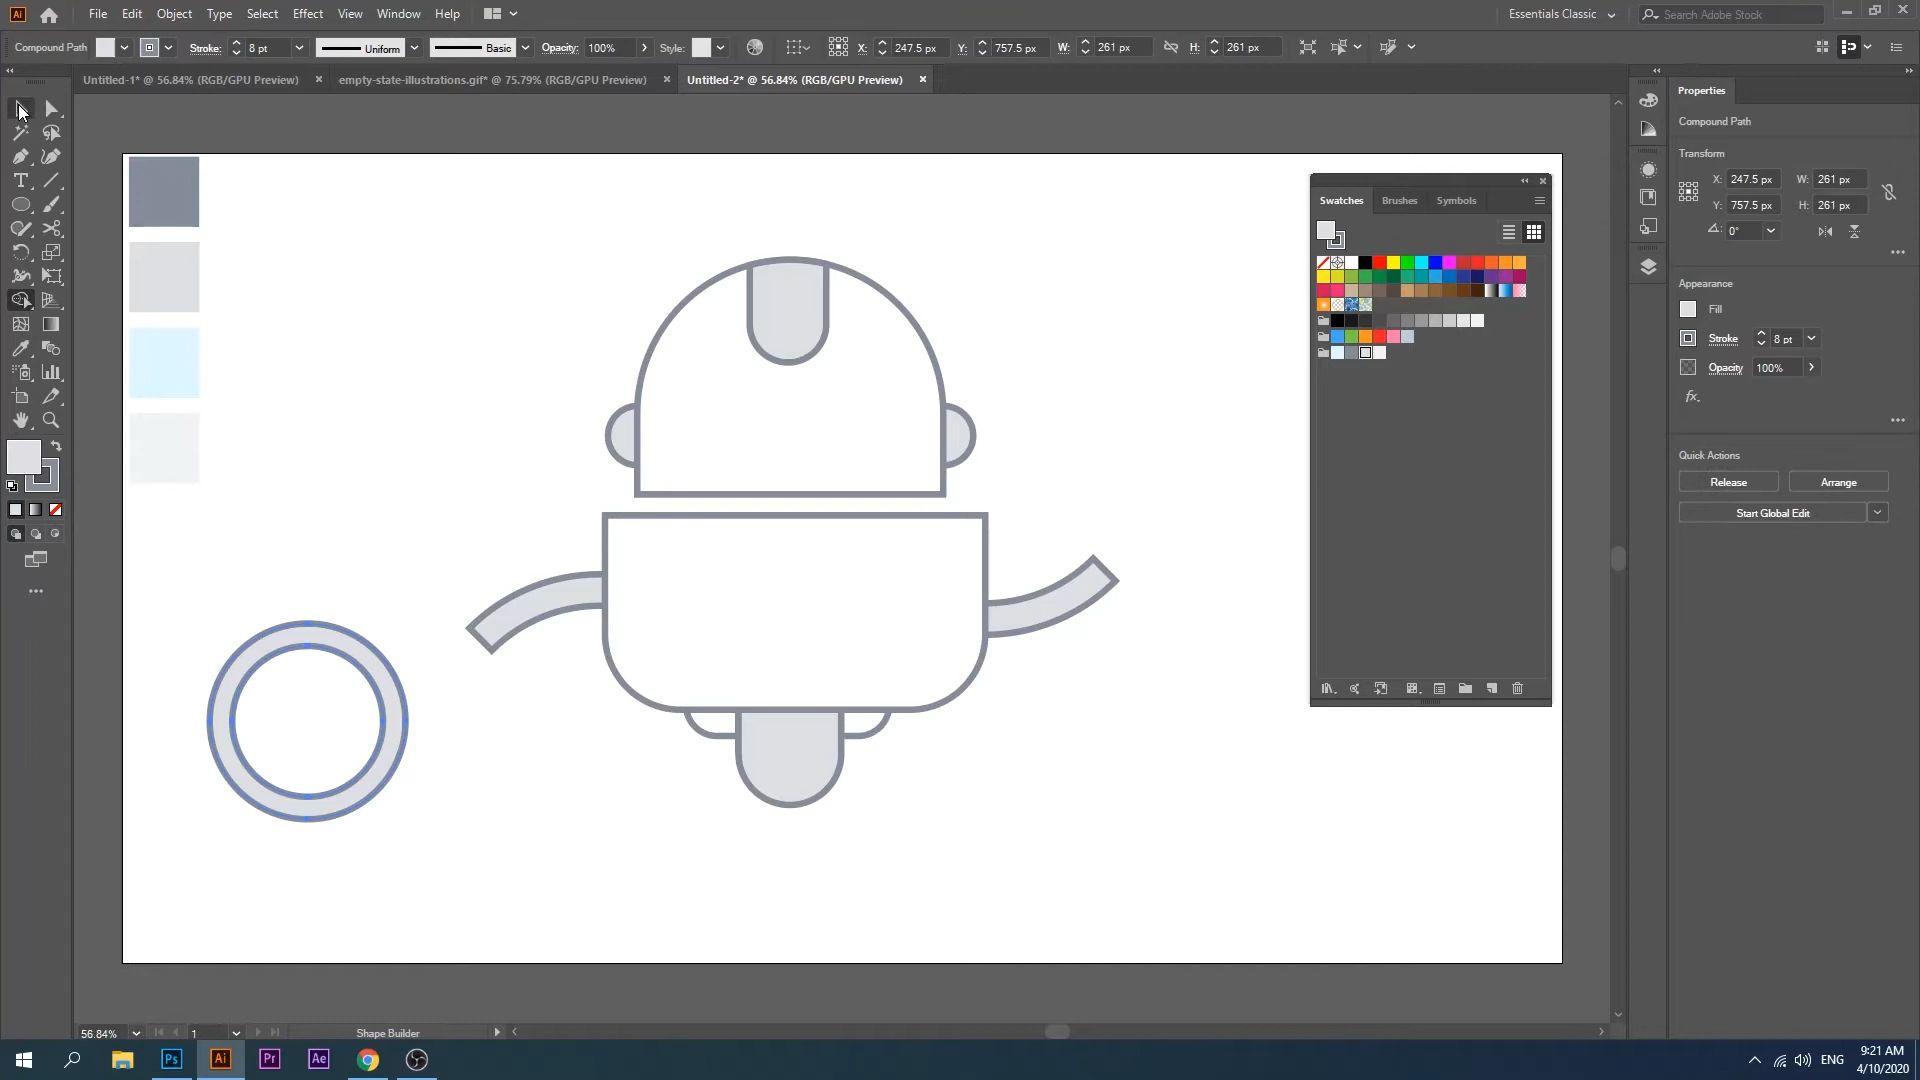 Ai File Edit Object Type Select Effect View Window Help Essentials Classic Search Adobe Stock
Compound Path Stroke: 8 pt Uniform Basic Opacity: 100% Style: X: 247.5 px Y: 757.5 px W: 261 px H: 261 px
Untitled-1* @ 56.84% (RGB/GPU Preview) empty-state-illustrations.gif* @ 75.79% (RGB/GPU Preview) Untitled-2* @ 56.84% (RGB/GPU Preview)
Properties
Compound Path
Transform
X: 247.5 px W: 261 px
Y: 757.5 px H: 261 px
0°
Appearance
Fill
Stroke 8 pt
Opacity 100%
fx.
Quick Actions
Release Arrange
Start Global Edit
Swatches Brushes Symbols
T
56.84% 1 Shape Builder
Ps Ai Pr Ae ENG 9:21 AM
4/10/2020